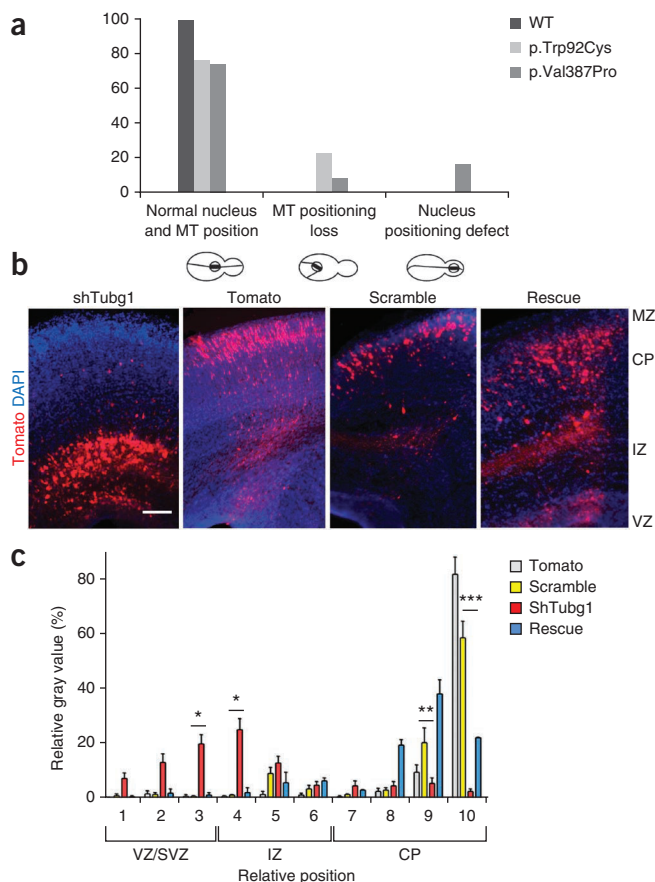 a
100
80
60
40
20
0
WT
p.Trp92Cys
p.Val387Pro
Normal nucleus
and MT position
MT positioning
loss
Nucleus
positioning defect
b
shTubg1
Tomato
Scramble
Rescue
Tomato DAPI
MZ
CP
IZ
VZ
c
Relative gray value (%)
80
60
40
20
0
Tomato
Scramble
ShTubg1
Rescue
*
*
**
***
1 2 3 4 5 6 7 8 9 10
VZ/SVZ IZ CP
Relative position